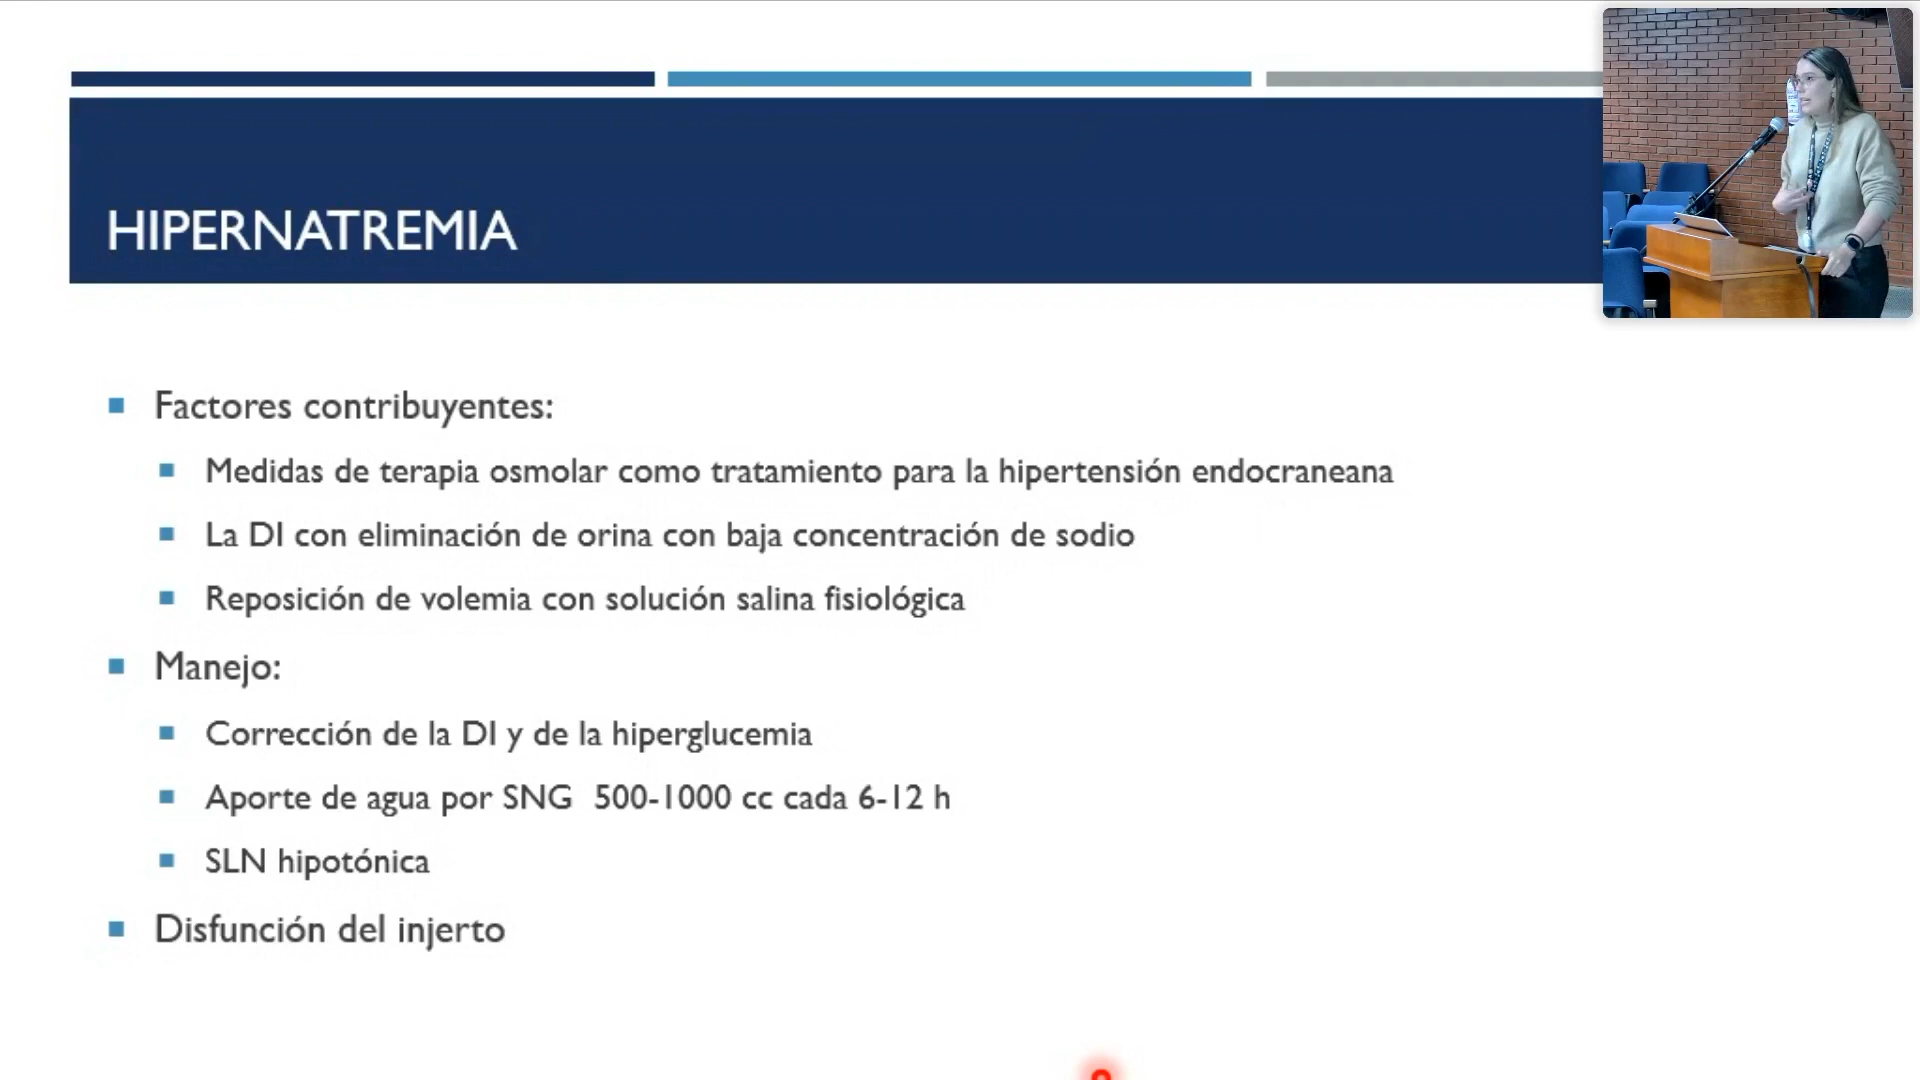 HIPERNATREMIA
Factores contribuyentes:
Medidas de terapia osmolar como tratamiento para la hipertensión endocraneana
La DI con eliminación de orina con baja concentración de sodio
Reposición de volemia con solución salina fisiológica
Manejo:
Corrección de la DI y de la hiperglucemia
Aporte de agua por SNG 500-1000 cc cada 6-12 h
SLN hipotónica
Disfunción del injerto